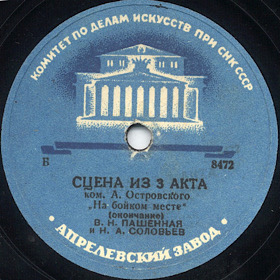 КОМИТЕТ ПО ДЕЛАМ ИСКУССТВ ПРИ СНК СССР
Б 8472
СЦЕНА ИЗ 3 АКТА
ком. А. Островского
„На бойком месте"
(окончание)
В. Н. ПАШЕННАЯ
и Н. А. СОЛОВЬЕВ
· АПРЕЛЕВСКИЙ ЗАВОД ·